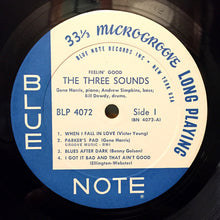 33⅓ MICROGROOVE LONG PLAYING
BLUE NOTE RECORDS INC • NEW YORK, USA
FEELIN' GOOD
THE THREE SOUNDS
Gene Harris, piano; Andrew Simpkins, bass;
Bill Dowdy, drums.
BLP 4072 Side 1
(BN 4072-A)
1. WHEN I FALL IN LOVE (Victor Young)
2. PARKER'S PAD (Gene Harris)
GROOVE MUSIC - BMI
3. BLUES AFTER DARK (Benny Golson)
4. I GOT IT BAD AND THAT AIN'T GOOD
(Ellington-Webster)
BLUE
NOTE